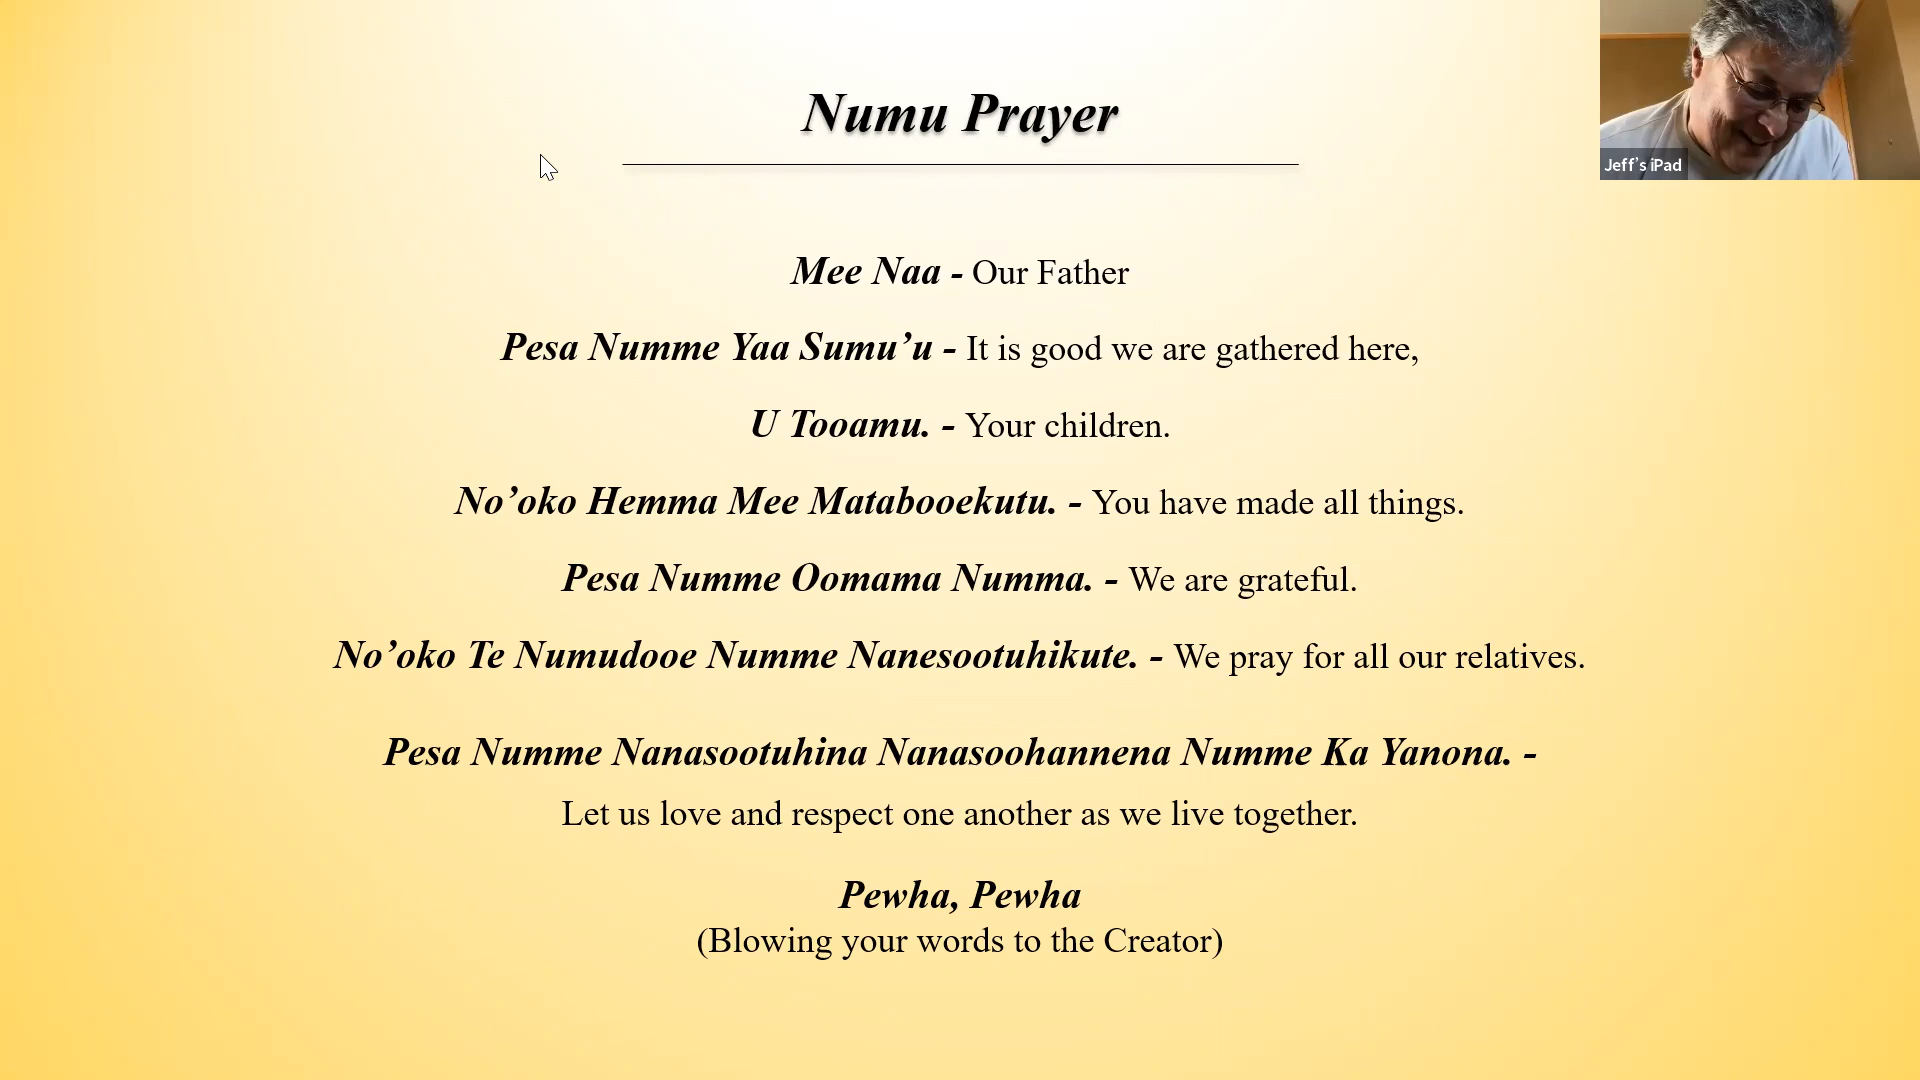 Numu Prayer
Jeff’s iPad
Mee Naa - Our Father
Pesa Numme Yaa Sumu’u - It is good we are gathered here,
U Tooamu. - Your children.
No’oko Hemma Mee Matabooekutu. - You have made all things.
Pesa Numme Oomama Numma. - We are grateful.
No’oko Te Numudooe Numme Nanesootuhikute. - We pray for all our relatives.
Pesa Numme Nanasootuhina Nanasoohannena Numme Ka Yanona. -
Let us love and respect one another as we live together.
Pewha, Pewha
(Blowing your words to the Creator)